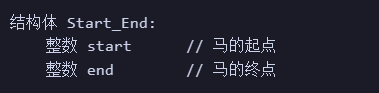 结构体 Start_End:
    整数 start      // 马的起点
    整数 end        // 马的终点